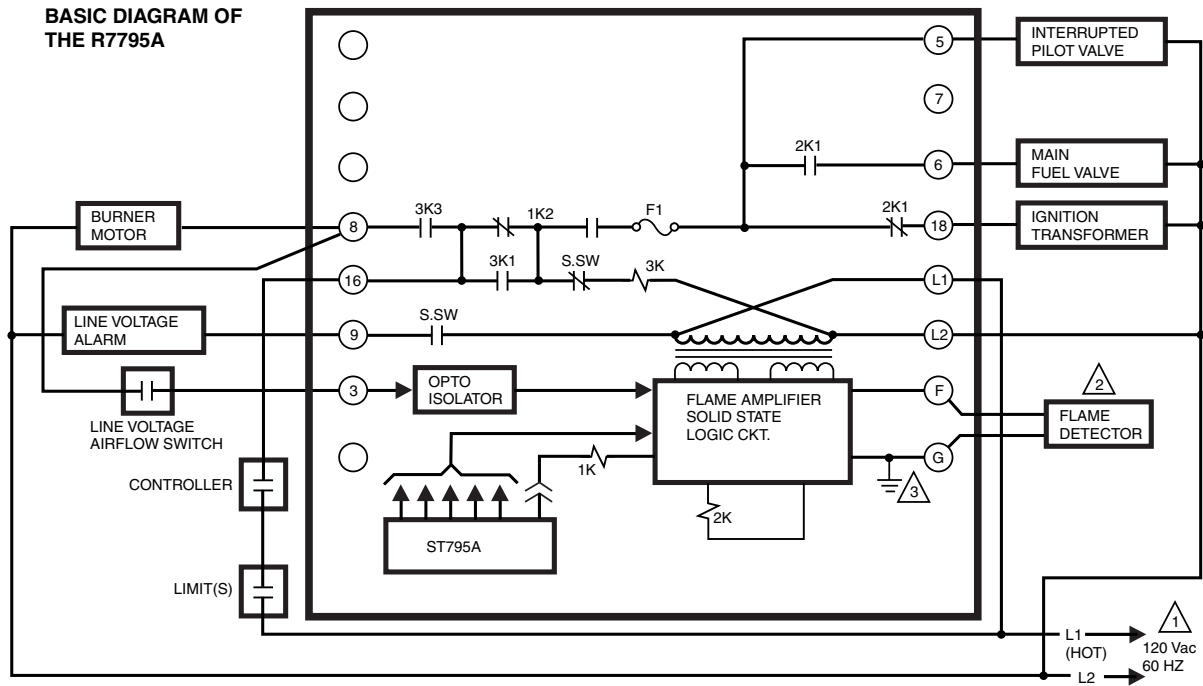 BASIC DIAGRAM OF
THE R7795A
5
INTERRUPTED
PILOT VALVE
7
2K1
6
MAIN
FUEL VALVE
BURNER
MOTOR
8
3K3
1K2
F1
2K1
18
IGNITION
TRANSFORMER
16
3K1
S.SW
3K
L1
LINE VOLTAGE
ALARM
9
S.SW
L2
3
OPTO
ISOLATOR
FLAME AMPLIFIER
SOLID STATE
LOGIC CKT.
F
2
FLAME
DETECTOR
LINE VOLTAGE
AIRFLOW SWITCH
1K
G
3
CONTROLLER
2K
ST795A
LIMIT(S)
L1
(HOT)
1
120 Vac
60 HZ
L2